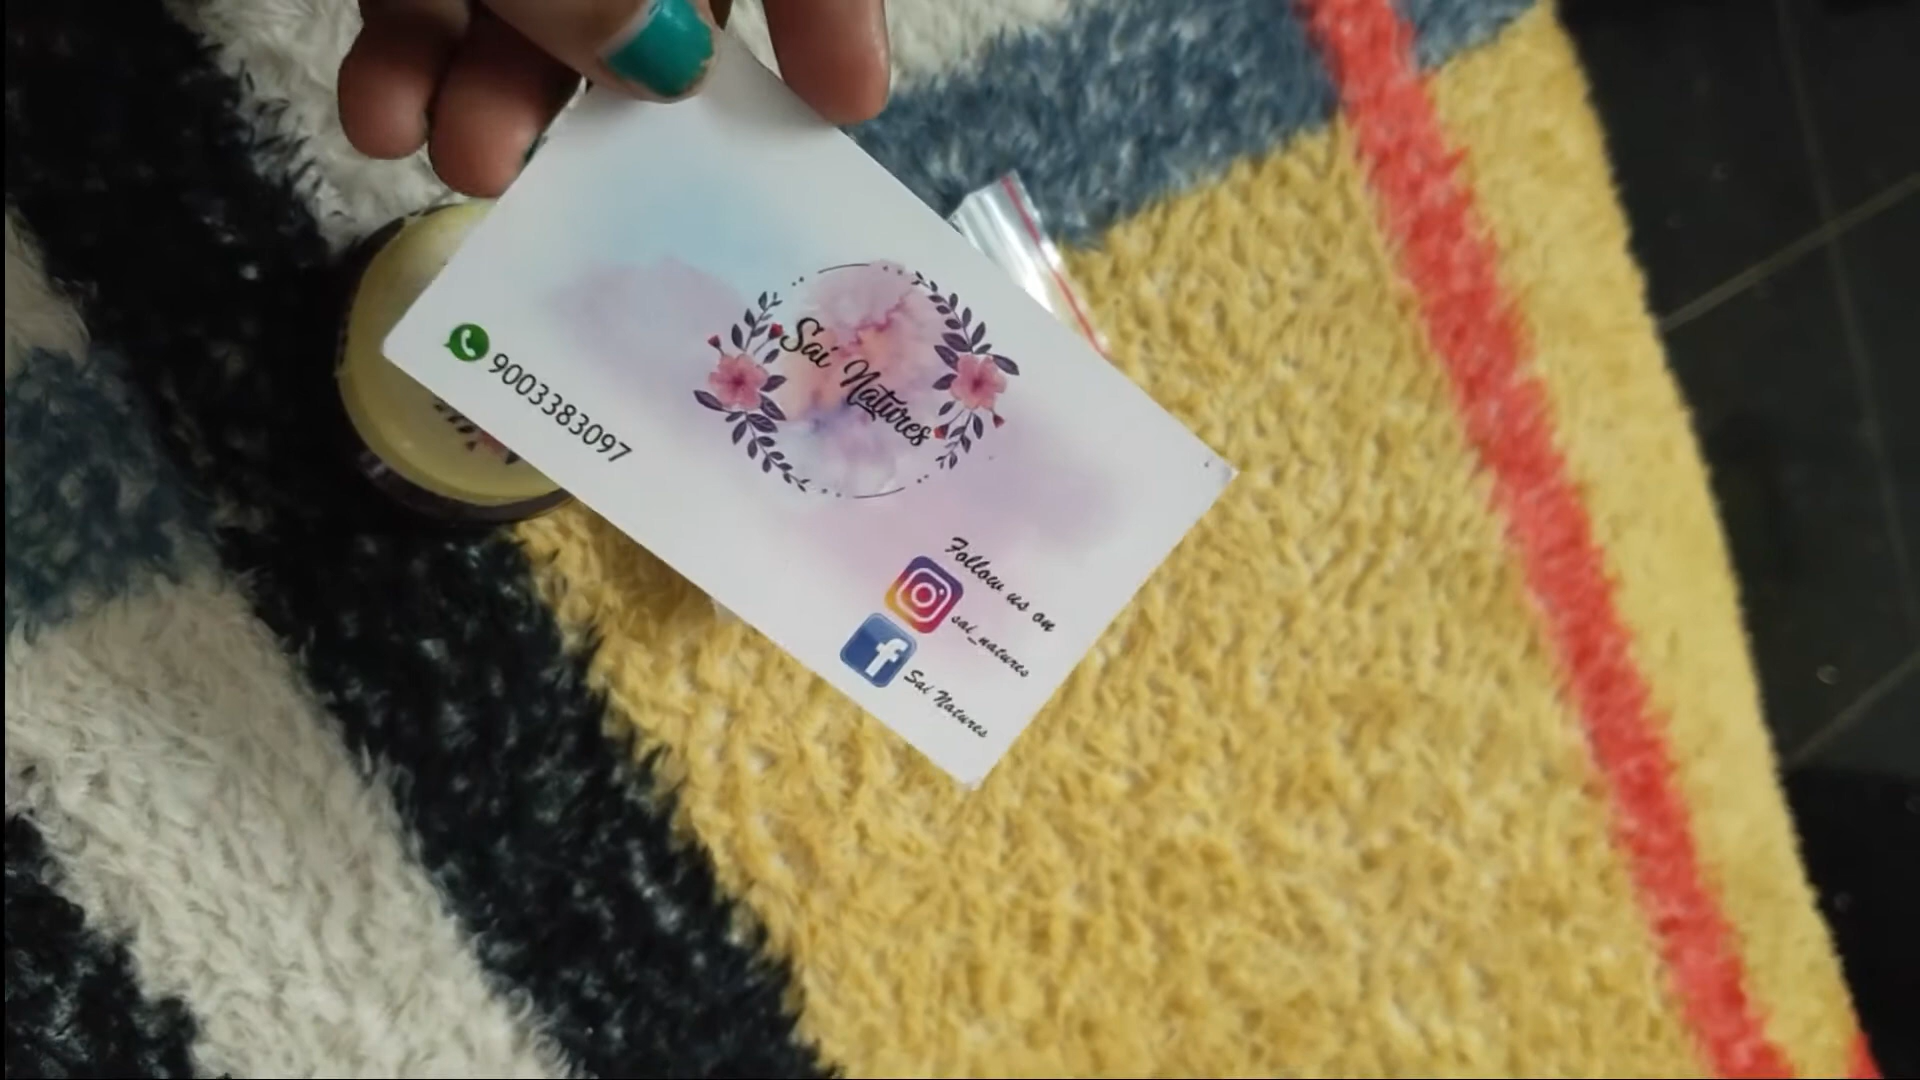 Sai Natures
9003383097
Follow us on
sai_natures
Sai Natures